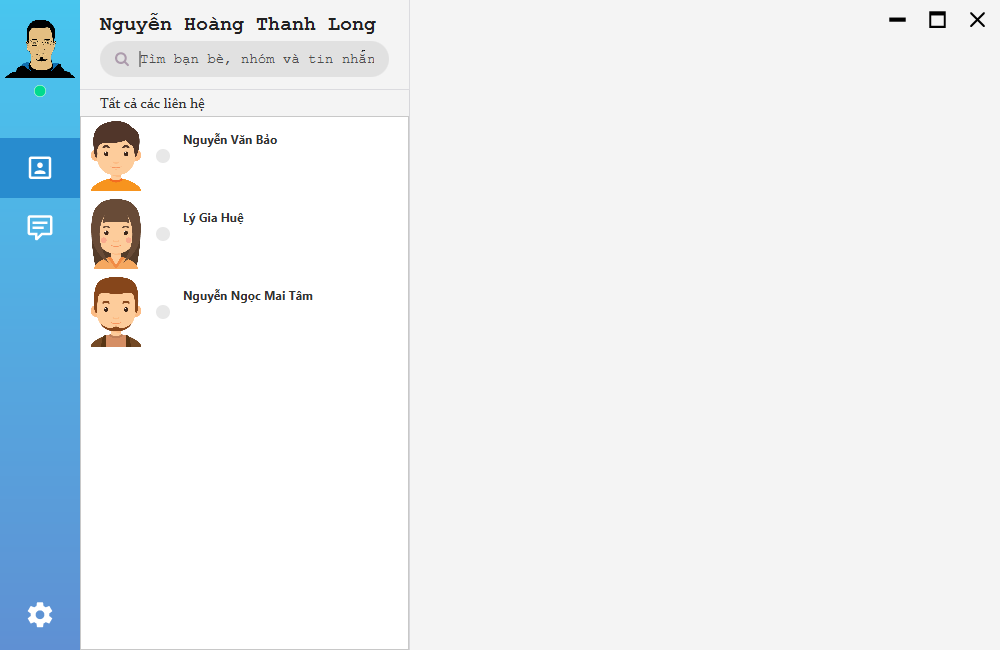 Nguyễn Hoàng Thanh Long
Tìm bạn bè, nhóm và tin nhắn
Tất cả các liên hệ
Nguyễn Văn Bảo
Lý Gia Huệ
Nguyễn Ngọc Mai Tâm